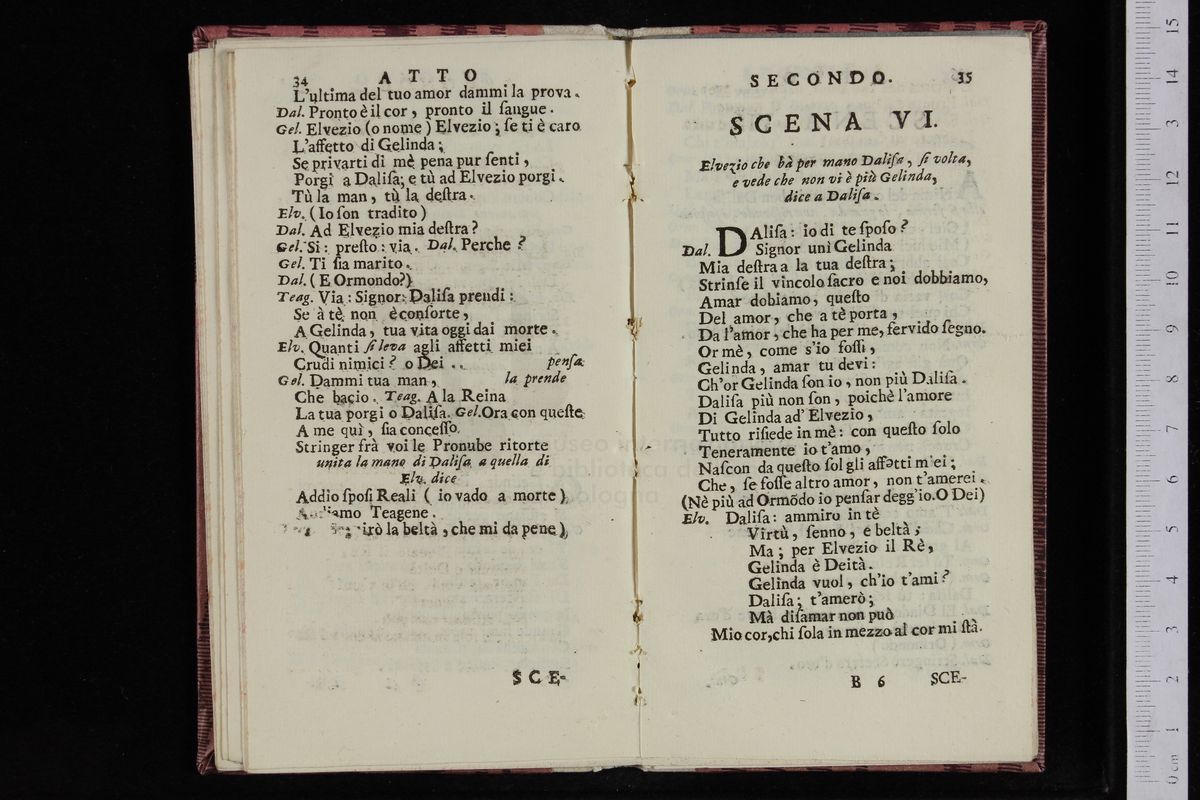 34 ATTO
L'ultima del tuo amor dammi la prova.
Dal. Pronto è il cor, pronto il ſangue.
Gel. Elvezio (o nome) Elvezio; ſe ti è caro
L'affetto di Gelinda;
Se privarti di mè pena pur ſenti,
Porgi a Daliſa; e tù ad Elvezio porgi.
Tù la man, tù la deſtra.
Elv. (Io ſon tradito)
Dal. Ad Elvezio mia deſtra?
Gel. Si: preſto: via. Dal. Perche?
Gel. Ti ſia marito.
Dal. (E Ormondo?)
Teag. Via: Signor: Daliſa prendi:
Se à tè non è conſorte,
A Gelinda, tua vita oggi dai morte.
Elv. Quanti ſi leva agli affetti miei
Crudi nimici? o Dei .. penſa
Gel. Dammi tua man, la prende
Che bacio. Teag. A la Reina
La tua porgi o Daliſa. Gel. Ora con queſte
A me quì, ſia conceſſo.
Stringer frà voi le Pronube ritorte
unita la mano di Daliſa a quella di
Elv. dice
Addio ſpoſi Reali ( io vado a morte )
Teagene.
la beltà, che mi da pene)
SCE-
SECONDO. 35
SCENA VI.
Elvezio che hà per mano Daliſa, ſi volta,
e vede che non vi è più Gelinda,
dice a Daliſa.
DAliſa: io di te ſpoſo?
Dal. Signor unì Gelinda
Mia deſtra a la tua deſtra;
Strinſe il vincolo ſacro e noi dobbiamo,
Amar dobiamo, queſto
Del amor, che a tè porta,
Da l'amor, che ha per me, fervido ſegno.
Or mè, come s'io foſſi,
Gelinda, amar tu devi:
Ch'or Gelinda ſon io, non più Daliſa.
Daliſa più non ſon, poichè l'amore
Di Gelinda ad' Elvezio,
Tutto riſiede in mè: con queſto ſolo
Teneramente io t'amo,
Naſcon da queſto ſol gli affetti miei;
Che, ſe foſſe altro amor, non t'amerei.
(Nè più ad Ormõdo io penſar degg'io. O Dei)
Elv. Daliſa: ammiro in tè
Virtù, ſenno, e beltà;
Ma; per Elvezio il Rè,
Gelinda è Deità.
Gelinda vuol, ch'io t'ami?
Daliſa; t'amerò;
Mà diſamar non può
Mio cor, chi ſola in mezzo al cor mi ſtà.
B 6 SCE-